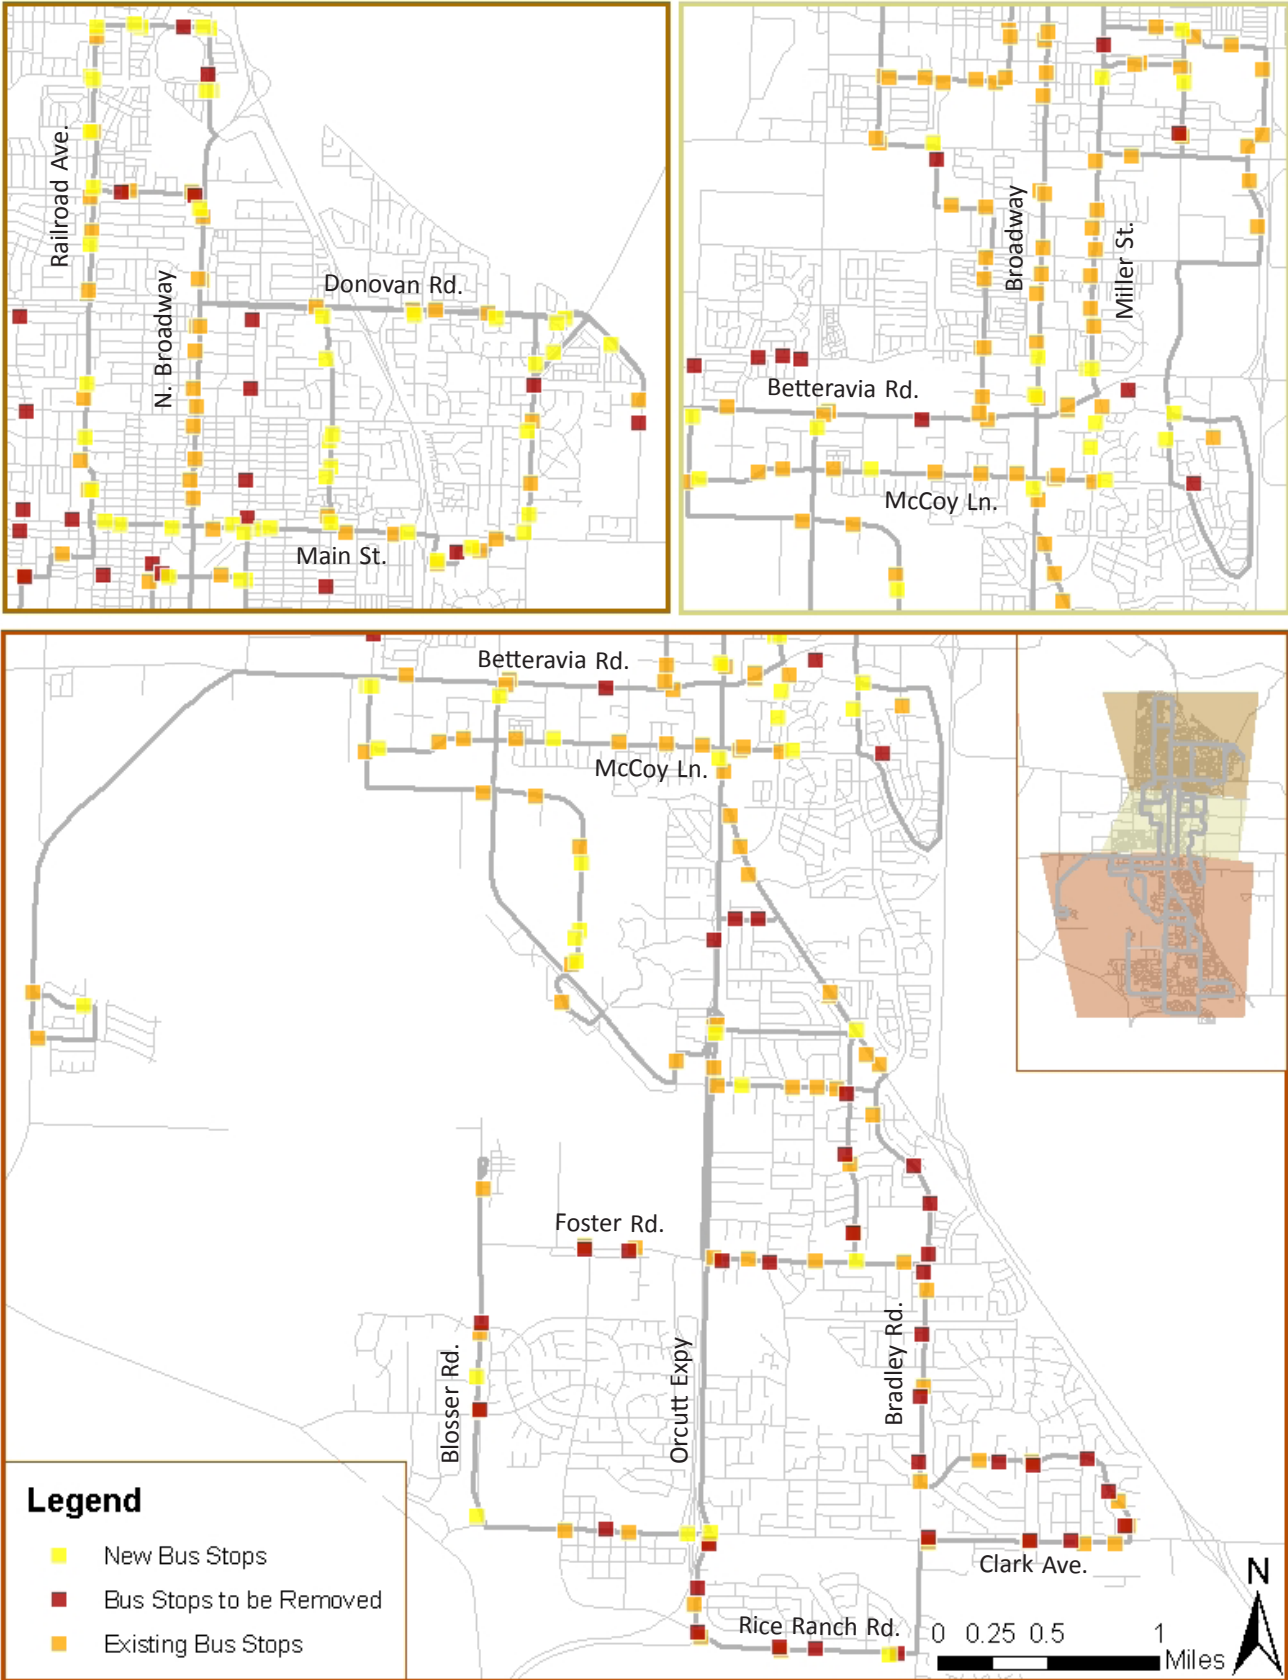 Railroad Ave.
N. Broadway
Donovan Rd.
Main St.
Broadway
Miller St.
Betteravia Rd.
McCoy Ln.
Betteravia Rd.
McCoy Ln.
Foster Rd.
Blosser Rd.
Orcutt Expy
Bradley Rd.
Clark Ave.
Rice Ranch Rd.
Legend
New Bus Stops
Bus Stops to be Removed
Existing Bus Stops
N
0 0.25 0.5 1
Miles